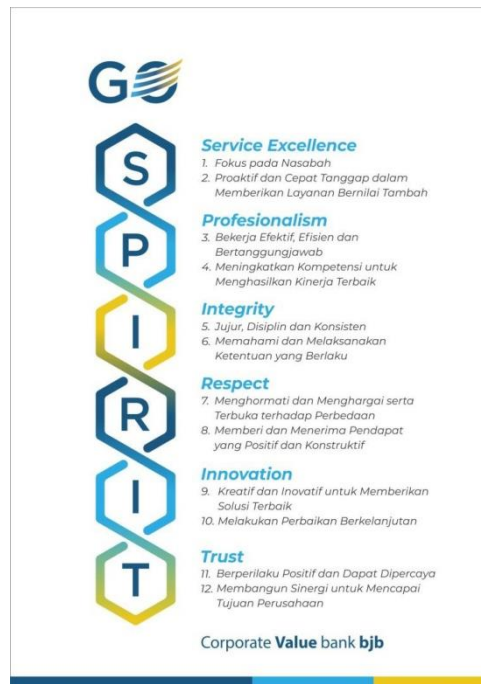 GO
S
Service Excellence
1. Fokus pada Nasabah
2. Proaktif dan Cepat Tanggap dalam
Memberikan Layanan Bernilai Tambah
P
Profesionalism
3. Bekerja Efektif, Efisien dan
Bertanggungjawab
4. Meningkatkan Kompetensi untuk
Menghasilkan Kinerja Terbaik
I
Integrity
5. Jujur, Disiplin dan Konsisten
6. Memahami dan Melaksanakan
Ketentuan yang Berlaku
R
Respect
7. Menghormati dan Menghargai serta
Terbuka terhadap Perbedaan
8. Memberi dan Menerima Pendapat
yang Positif dan Konstruktif
I
Innovation
9. Kreatif dan Inovatif untuk Memberikan
Solusi Terbaik
10. Melakukan Perbaikan Berkelanjutan
T
Trust
11. Berperilaku Positif dan Dapat Dipercaya
12. Membangun Sinergi untuk Mencapai
Tujuan Perusahaan
Corporate Value bank bjb